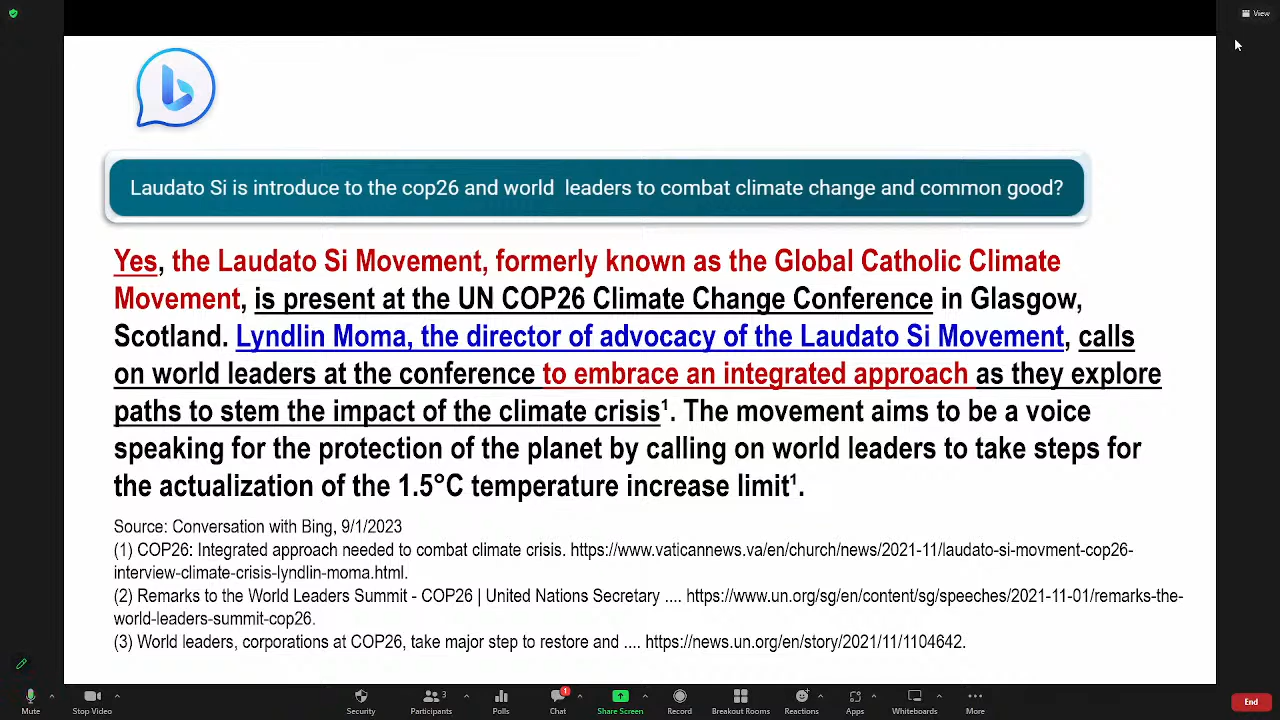 View
Laudato Si is introduce to the cop26 and world leaders to combat climate change and common good?
Yes, the Laudato Si Movement, formerly known as the Global Catholic Climate
Movement, is present at the UN COP26 Climate Change Conference in Glasgow,
Scotland. Lyndlin Moma, the director of advocacy of the Laudato Si Movement, calls
on world leaders at the conference to embrace an integrated approach as they explore
paths to stem the impact of the climate crisis¹. The movement aims to be a voice
speaking for the protection of the planet by calling on world leaders to take steps for
the actualization of the 1.5°C temperature increase limit¹.
Source: Conversation with Bing, 9/1/2023
(1) COP26: Integrated approach needed to combat climate crisis. https://www.vaticannews.va/en/church/news/2021-11/laudato-si-movment-cop26-
interview-climate-crisis-lyndlin-moma.html.
(2) Remarks to the World Leaders Summit - COP26 | United Nations Secretary .... https://www.un.org/sg/en/content/sg/speeches/2021-11-01/remarks-the-
world-leaders-summit-cop26.
(3) World leaders, corporations at COP26, take major step to restore and .... https://news.un.org/en/story/2021/11/1104642.
3 1
Mute Stop Video Security Participants Polls Chat Share Screen Record Breakout Rooms Reactions Apps Whiteboards More End